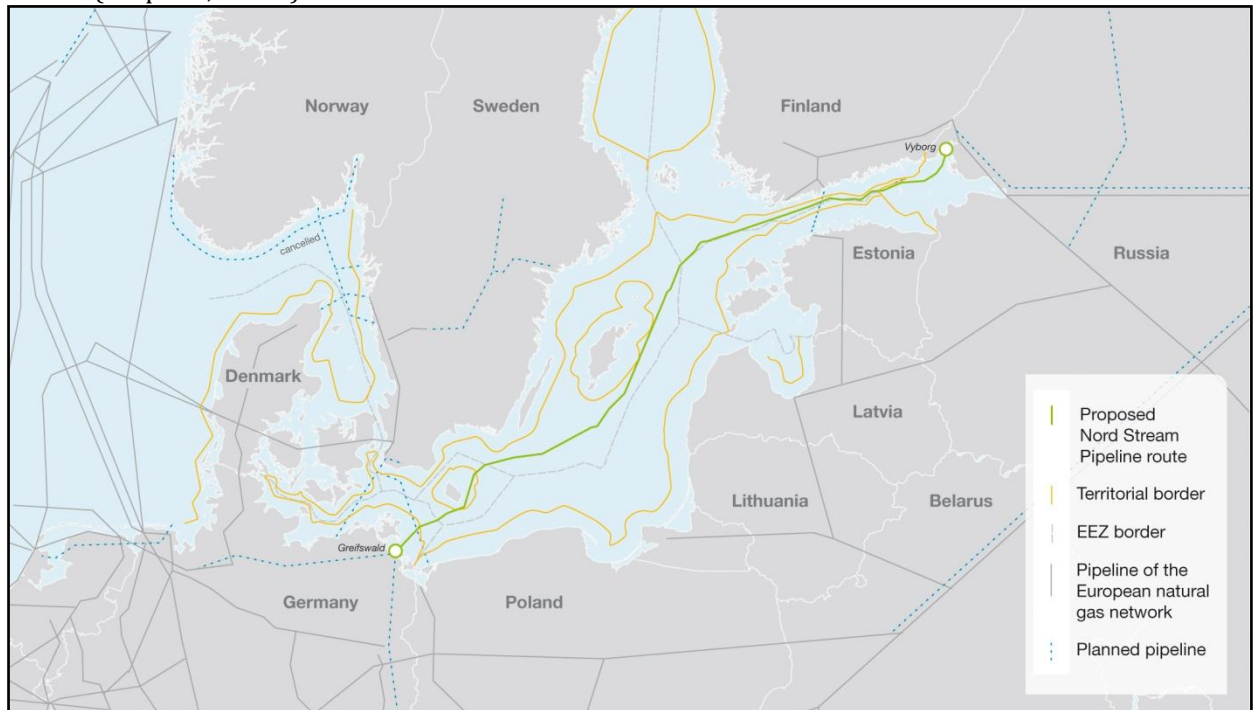 Norway
Sweden
Finland
Vyborg
cancelled
Estonia
Russia
Denmark
Latvia
Lithuania
Belarus
Greifswald
Germany
Poland
Proposed
Nord Stream
Pipeline route
Territorial border
EEZ border
Pipeline of the
European natural
gas network
Planned pipeline